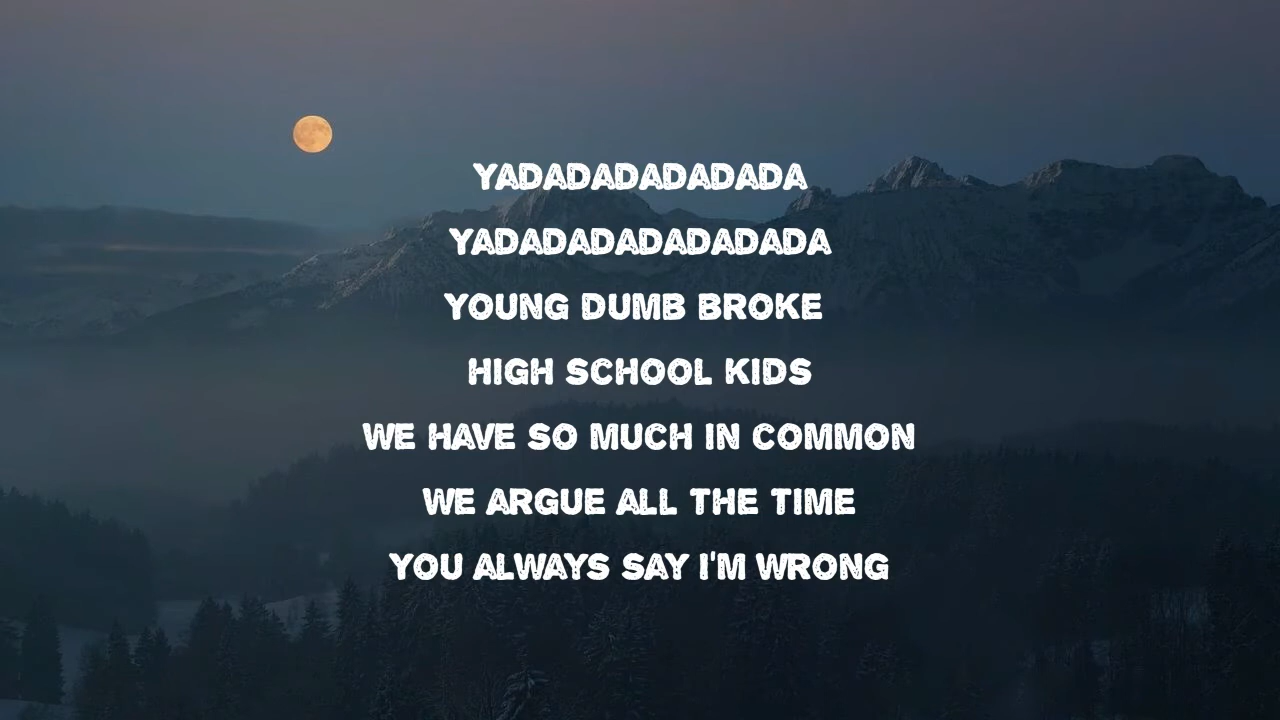 YADADADADADADA
YADADADADADADADA
YOUNG DUMB BROKE
HIGH SCHOOL KIDS
WE HAVE SO MUCH IN COMMON
WE ARGUE ALL THE TIME
YOU ALWAYS SAY I'M WRONG